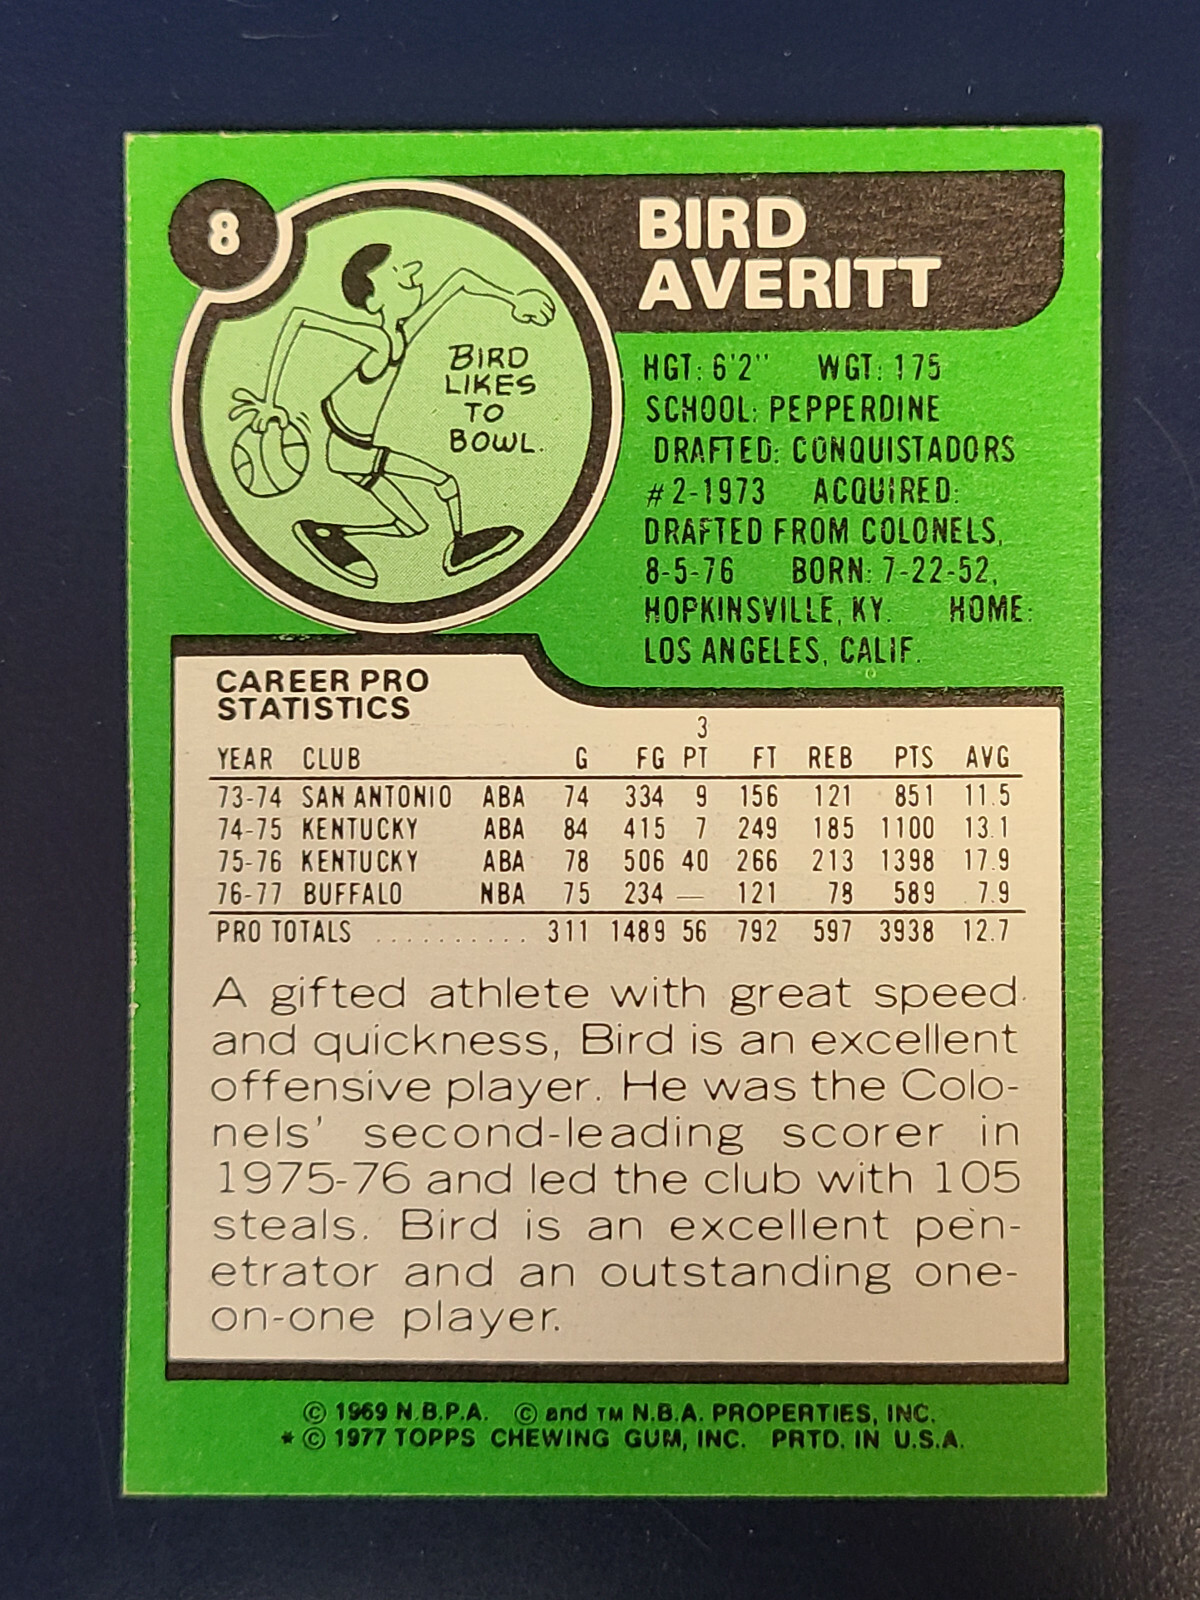 8
BIRD
AVERITT
BIRD
LIKES
TO
BOWL.
HGT: 6'2" WGT: 175
SCHOOL: PEPPERDINE
DRAFTED: CONQUISTADORS
#2-1973 ACQUIRED:
DRAFTED FROM COLONELS,
8-5-76 BORN: 7-22-52,
HOPKINSVILLE, KY. HOME:
LOS ANGELES, CALIF.
CAREER PRO
STATISTICS
3
YEAR CLUB G FG PT FT REB PTS AVG
73-74 SAN ANTONIO ABA 74 334 9 156 121 851 11.5
74-75 KENTUCKY ABA 84 415 7 249 185 1100 13.1
75-76 KENTUCKY ABA 78 506 40 266 213 1398 17.9
76-77 BUFFALO NBA 75 234 — 121 78 589 7.9
PRO TOTALS .......... 311 1489 56 792 597 3938 12.7
A gifted athlete with great speed
and quickness, Bird is an excellent
offensive player. He was the Colo-
nels' second-leading scorer in
1975-76 and led the club with 105
steals. Bird is an excellent pen-
etrator and an outstanding one-
on-one player.
© 1969 N.B.P.A. © and TM N.B.A. PROPERTIES, INC.
* © 1977 TOPPS CHEWING GUM, INC. PRTD. IN U.S.A.